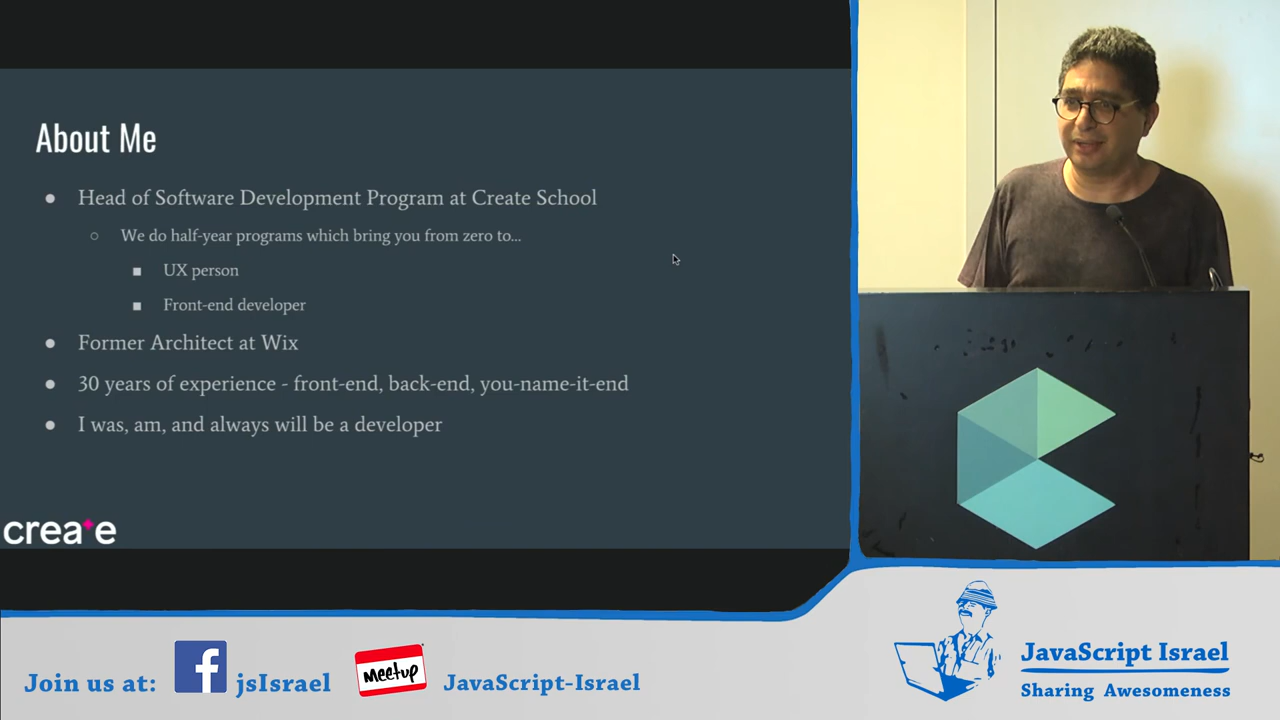 About Me
● Head of Software Development Program at Create School
○ We do half-year programs which bring you from zero to...
■ UX person
■ Front-end developer
● Former Architect at Wix
● 30 years of experience - front-end, back-end, you-name-it-end
● I was, am, and always will be a developer
create
Join us at: f jsIsrael Meetup JavaScript-Israel
JavaScript Israel
Sharing Awesomeness